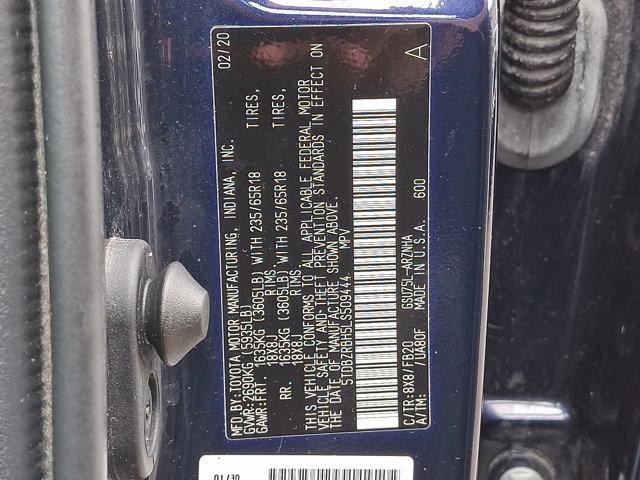 MFD.BY:TOYOTA MOTOR MANUFACTURING, INDIANA, INC. 02/20
GVWR:2690KG (5935LB)
GAWR:FRT. 1635KG (3605LB) WITH 235/65R18 TIRES,
18X8J RIMS
RR. 1635KG (3605LB) WITH 235/65R18 TIRES,
18X8J RIMS
THIS VEHICLE CONFORMS TO ALL APPLICABLE FEDERAL MOTOR
VEHICLE SAFETY AND THEFT PREVENTION STANDARDS IN EFFECT ON
THE DATE OF MANUFACTURE SHOWN ABOVE.
5TDBZRBH5LS509444 MPV
C/TR:8X8/FB20 GSU75L-ARZNHA 600 A
A/TM: /UA80F MADE IN U.S.A.